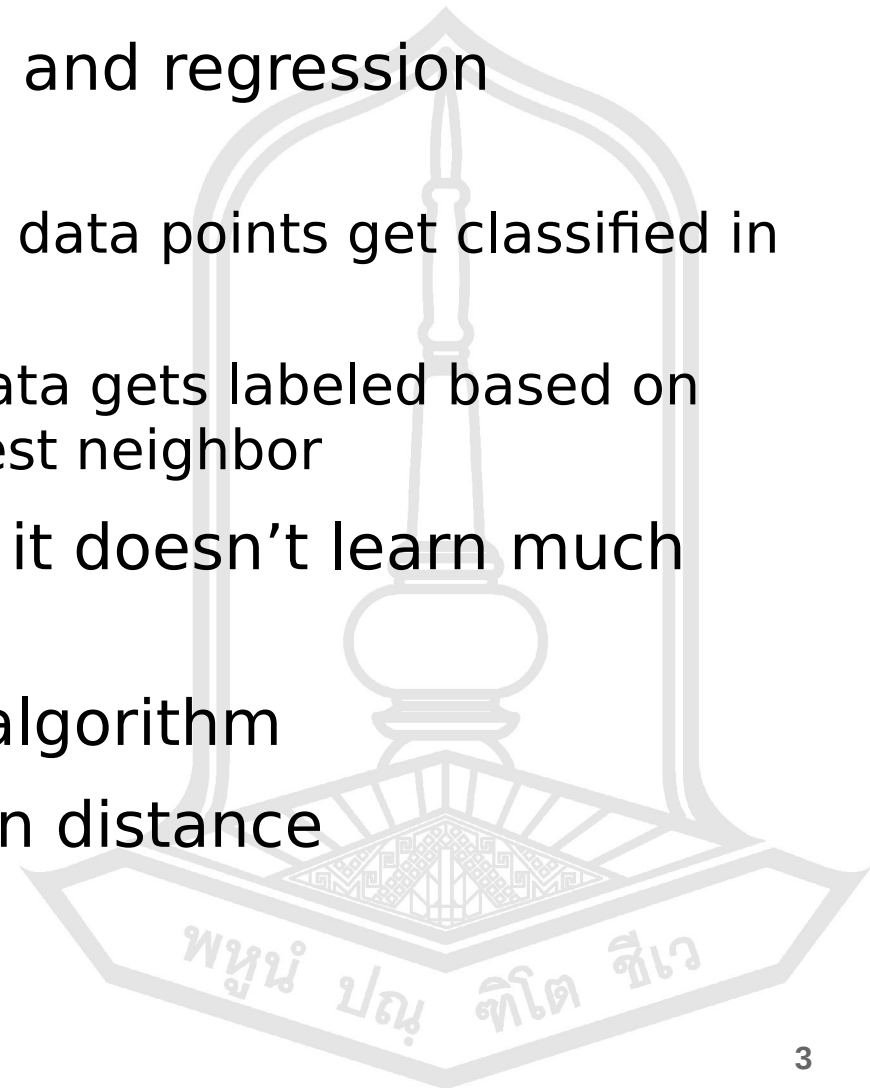 and regression
data points get classified in
ata gets labeled based on
est neighbor
it doesn’t learn much
algorithm
n distance
พหูนํ ปณฺฑิโต ชีเว
3